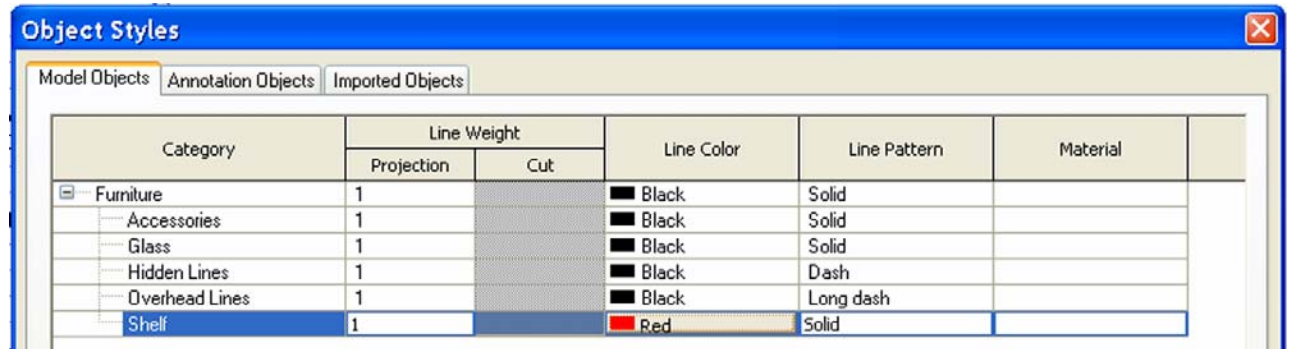 Object Styles
Model Objects Annotation Objects Imported Objects
Category Line Weight Line Color Line Pattern Material
Projection Cut
Furniture 1 Black Solid
Accessories 1 Black Solid
Glass 1 Black Solid
Hidden Lines 1 Black Dash
Overhead Lines 1 Black Long dash
Shelf 1 Red Solid